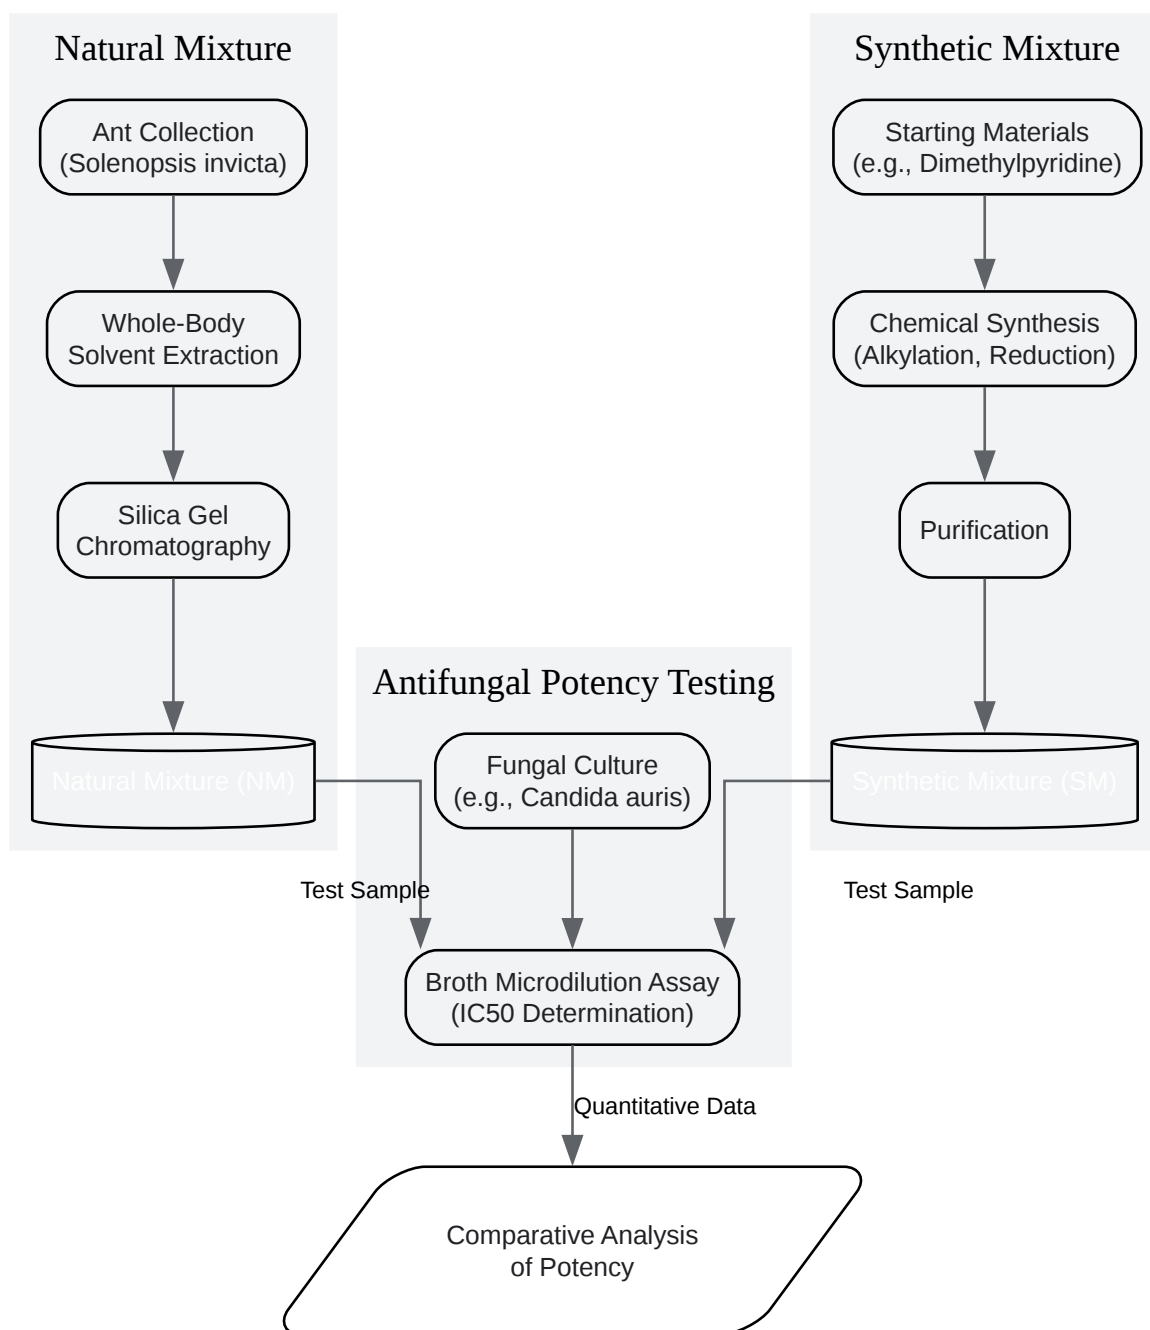 Natural Mixture
Ant Collection
(Solenopsis invicta)
Whole-Body
Solvent Extraction
Silica Gel
Chromatography
Natural Mixture (NM)
Synthetic Mixture
Starting Materials
(e.g., Dimethylpyridine)
Chemical Synthesis
(Alkylation, Reduction)
Purification
Synthetic Mixture (SM)
Antifungal Potency Testing
Fungal Culture
(e.g., Candida auris)
Test Sample
Test Sample
Broth Microdilution Assay
(IC50 Determination)
Quantitative Data
Comparative Analysis
of Potency